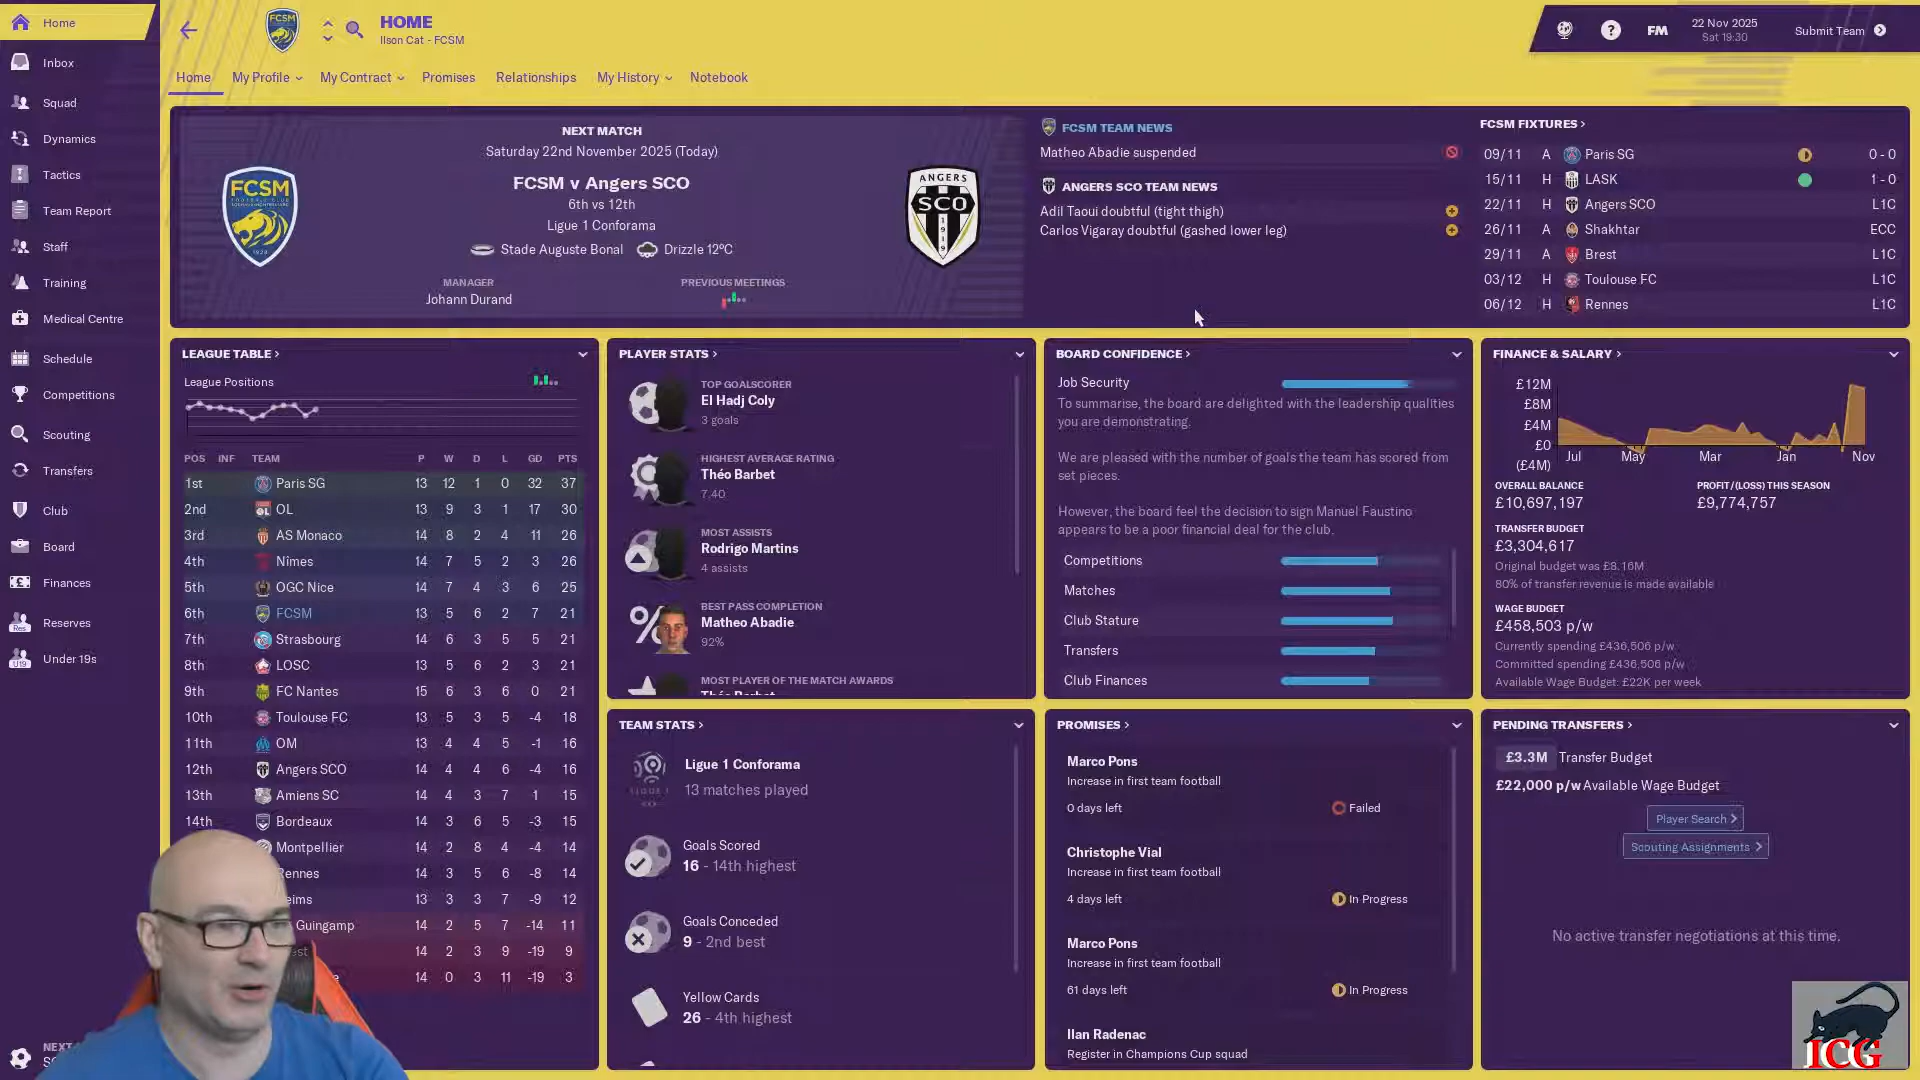 Home
Inbox
Squad
Dynamics
Tactics
Team Report
Staff
Training
Medical Centre
Schedule
Competitions
Scouting
Transfers
Club
Board
Finances
Reserves
Under 19s
HOME
Ilson Cat - FCSM
Home My Profile My Contract Promises Relationships My History Notebook
FM
22 Nov 2025
Sat 19:30
Submit Team
NEXT MATCH
Saturday 22nd November 2025 (Today)
FCSM v Angers SCO
6th vs 12th
Ligue 1 Conforama
Stade Auguste Bonal Drizzle 12ºC
MANAGER
Johann Durand
PREVIOUS MEETINGS
FCSM
ANGERS
SCO
1919
FCSM TEAM NEWS
Matheo Abadie suspended
ANGERS SCO TEAM NEWS
Adil Taoui doubtful (tight thigh)
Carlos Vigaray doubtful (gashed lower leg)
FCSM FIXTURES >
09/11 A Paris SG 0 - 0
15/11 H LASK 1 - 0
22/11 H Angers SCO L1C
26/11 A Shakhtar ECC
29/11 A Brest L1C
03/12 H Toulouse FC L1C
06/12 H Rennes L1C
LEAGUE TABLE >
League Positions
POS INF TEAM P W D L GD PTS
1st Paris SG 13 12 1 0 32 37
2nd OL 13 9 3 1 17 30
3rd AS Monaco 14 8 2 4 11 26
4th Nîmes 14 7 5 2 3 26
5th OGC Nice 14 7 4 3 6 25
6th FCSM 13 5 6 2 7 21
7th Strasbourg 14 6 3 5 5 21
8th LOSC 13 5 6 2 3 21
9th FC Nantes 15 6 3 6 0 21
10th Toulouse FC 13 5 3 5 -4 18
11th OM 13 4 4 5 -1 16
12th Angers SCO 14 4 4 6 -4 16
13th Amiens SC 14 4 3 7 1 15
14th Bordeaux 14 3 6 5 -3 15
Montpellier 14 2 8 4 -4 14
Rennes 14 3 5 6 -8 14
eims 13 3 3 7 -9 12
Guingamp 14 2 5 7 -14 11
est 14 2 3 9 -19 9
14 0 3 11 -19 3
NEXT
PLAYER STATS >
TOP GOALSCORER
El Hadj Coly
3 goals
HIGHEST AVERAGE RATING
Théo Barbet
7.40
MOST ASSISTS
Rodrigo Martins
4 assists
BEST PASS COMPLETION
Matheo Abadie
92%
MOST PLAYER OF THE MATCH AWARDS
Théo Barbet
TEAM STATS >
Ligue 1 Conforama
13 matches played
Goals Scored
16 - 14th highest
Goals Conceded
9 - 2nd best
Yellow Cards
26 - 4th highest
BOARD CONFIDENCE >
Job Security
To summarise, the board are delighted with the leadership qualities
you are demonstrating.
We are pleased with the number of goals the team has scored from
set pieces.
However, the board feel the decision to sign Manuel Faustino
appears to be a poor financial deal for the club.
Competitions
Matches
Club Stature
Transfers
Club Finances
PROMISES >
Marco Pons
Increase in first team football
0 days left Failed
Christophe Vial
Increase in first team football
4 days left In Progress
Marco Pons
Increase in first team football
61 days left In Progress
Ilan Radenac
Register in Champions Cup squad
FINANCE & SALARY >
£12M
£8M
£4M
£0
(£4M)
Jul May Mar Jan Nov
OVERALL BALANCE
£10,697,197
PROFIT/(LOSS) THIS SEASON
£9,774,757
TRANSFER BUDGET
£3,304,617
Original budget was £8.16M
80% of transfer revenue is made available
WAGE BUDGET
£458,503 p/w
Currently spending £436,506 p/w
Committed spending £436,506 p/w
Available Wage Budget: £22K per week
PENDING TRANSFERS >
£3.3M Transfer Budget
£22,000 p/w Available Wage Budget
Player Search >
Scouting Assignments >
No active transfer negotiations at this time.
ICG